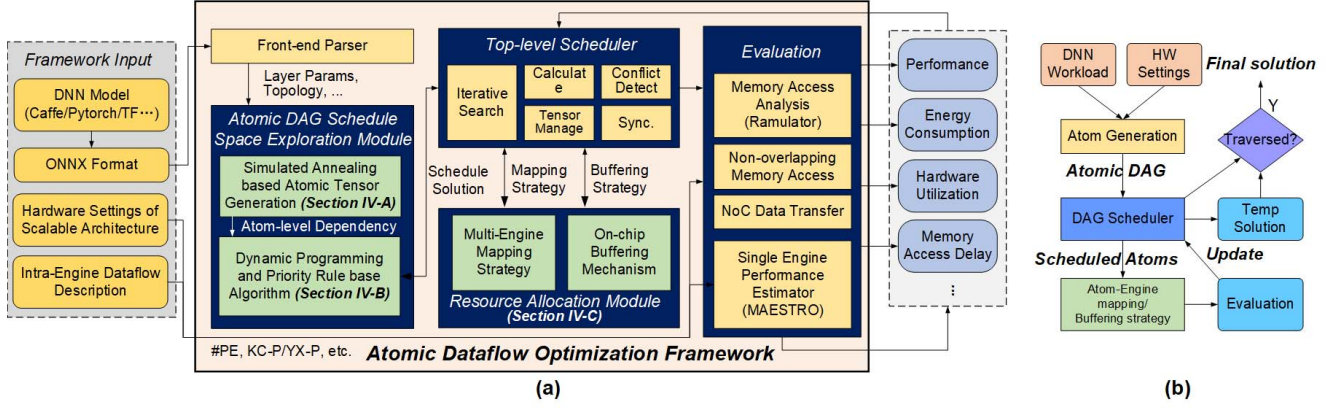 Framework Input
DNN Model
(Caffe/Pytorch/TF⋯)
ONNX Format
Hardware Settings of
Scalable Architecture
Intra-Engine Dataflow
Description
Front-end Parser
Layer Params,
Topology, ...
Atomic DAG Schedule
Space Exploration Module
Simulated Annealing
based Atomic Tensor
Generation (Section IV-A)
Atom-level Dependency
Dynamic Programming
and Priority Rule base
Algorithm (Section IV-B)
#PE, KC-P/YX-P, etc.
Top-level Scheduler
Iterative
Search
Calculat
e
Conflict
Detect
Tensor
Manage
Sync.
Schedule
Solution
Mapping
Strategy
Buffering
Strategy
Multi-Engine
Mapping
Strategy
On-chip
Buffering
Mechanism
Resource Allocation Module
(Section IV-C)
Evaluation
Memory Access
Analysis
(Ramulator)
Non-overlapping
Memory Access
NoC Data Transfer
Single Engine
Performance
Estimator
(MAESTRO)
Atomic Dataflow Optimization Framework
Performance
Energy
Consumption
Hardware
Utilization
Memory
Access Delay
⋮
(a)
DNN
Workload
HW
Settings
Final solution
Y
Atom Generation
Traversed?
Atomic DAG
DAG Scheduler
Temp
Solution
Scheduled Atoms
Update
Atom-Engine
mapping/
Buffering strategy
Evaluation
(b)